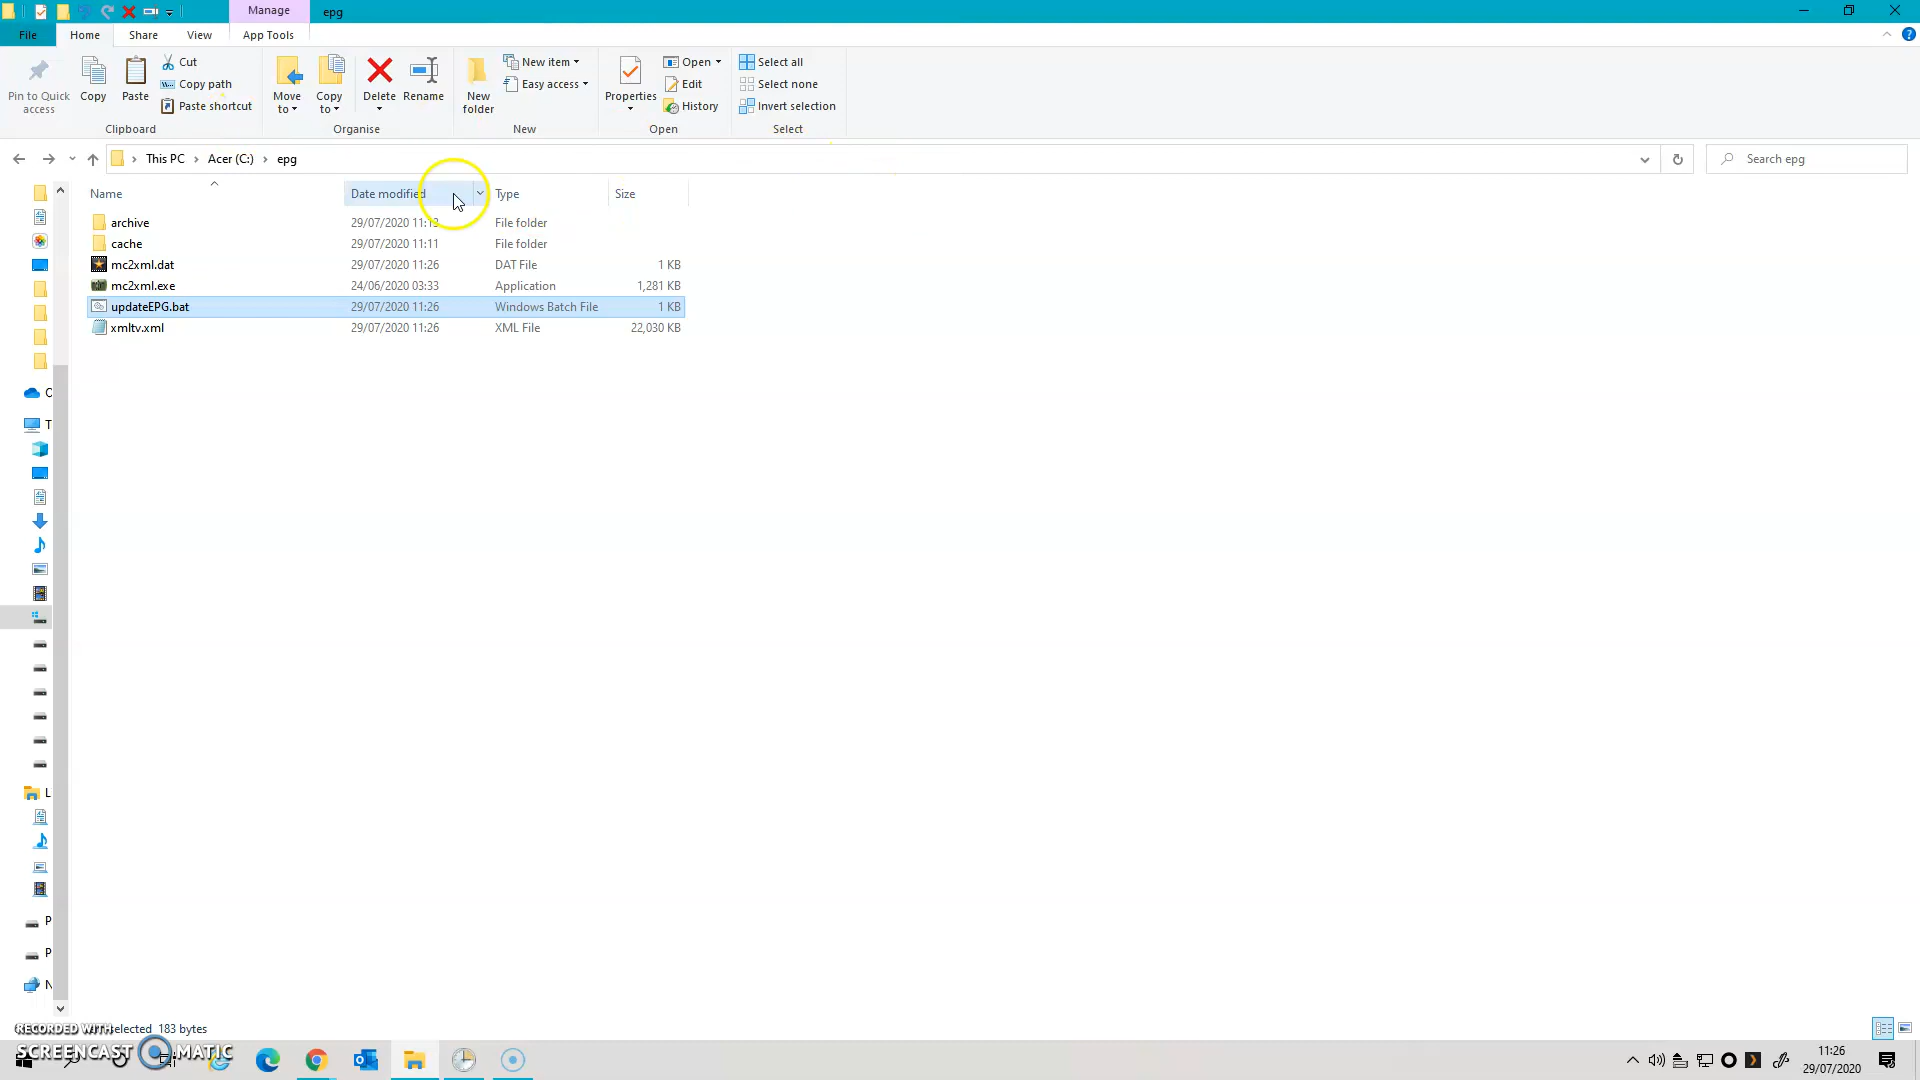 Manage
epg
File
Home
Share
View
App Tools
Pin to Quick access
Copy
Paste
Cut
Copy path
Paste shortcut
Clipboard
Move to
Copy to
Delete
Rename
Organise
New folder
New item
Easy access
New
Properties
Open
Edit
History
Open
Select all
Select none
Invert selection
Select
This PC
Acer (C:)
epg
Search epg
Name
Date modified
Type
Size
archive 29/07/2020 11:13 File folder
cache 29/07/2020 11:11 File folder
mc2xml.dat 29/07/2020 11:26 DAT File 1 KB
mc2xml.exe 24/06/2020 03:33 Application 1,281 KB
updateEPG.bat 29/07/2020 11:26 Windows Batch File 1 KB
xmltv.xml 29/07/2020 11:26 XML File 22,030 KB
T
L
P
P
N
selected 183 bytes
RECORDED WITH
SCREENCAST MATIC
11:26
29/07/2020